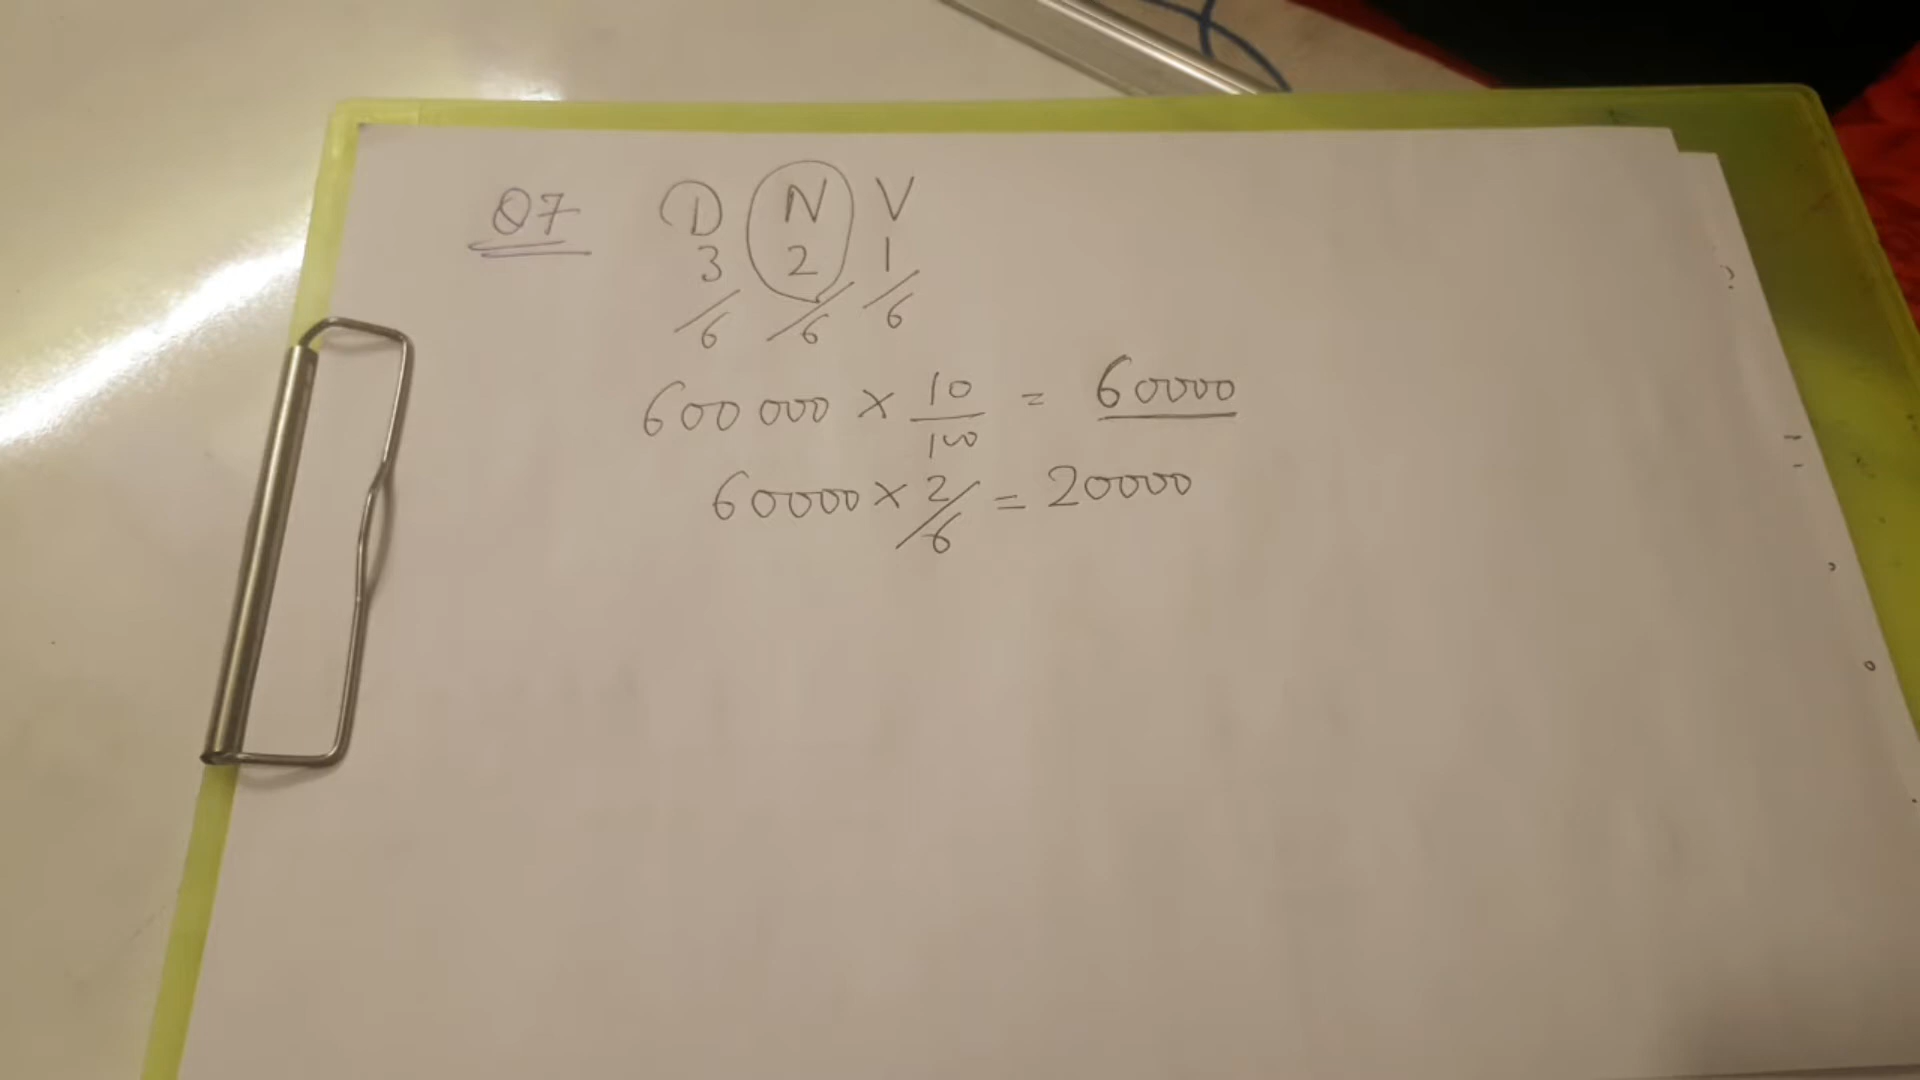 Q7 D N V
3 2 1
/6 /6 /6
600 000 × 10/100 = 60000
60000 × 2/6 = 20000